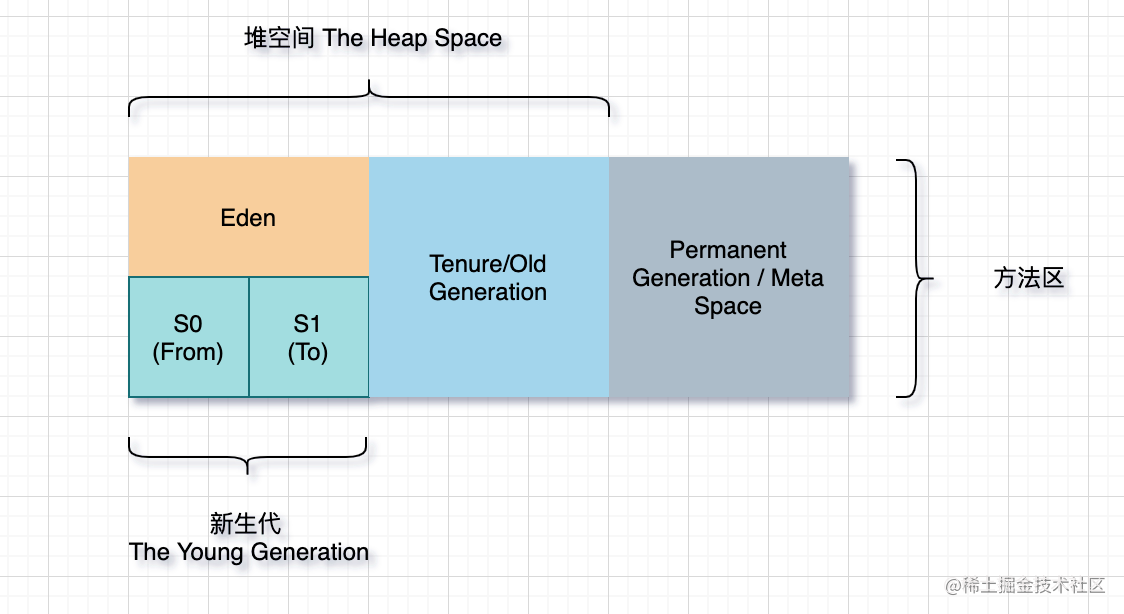 堆空间 The Heap Space
Eden
S0
(From)
S1
(To)
Tenure/Old
Generation
Permanent
Generation / Meta
Space
方法区
新生代
The Young Generation
@稀土掘金技术社区